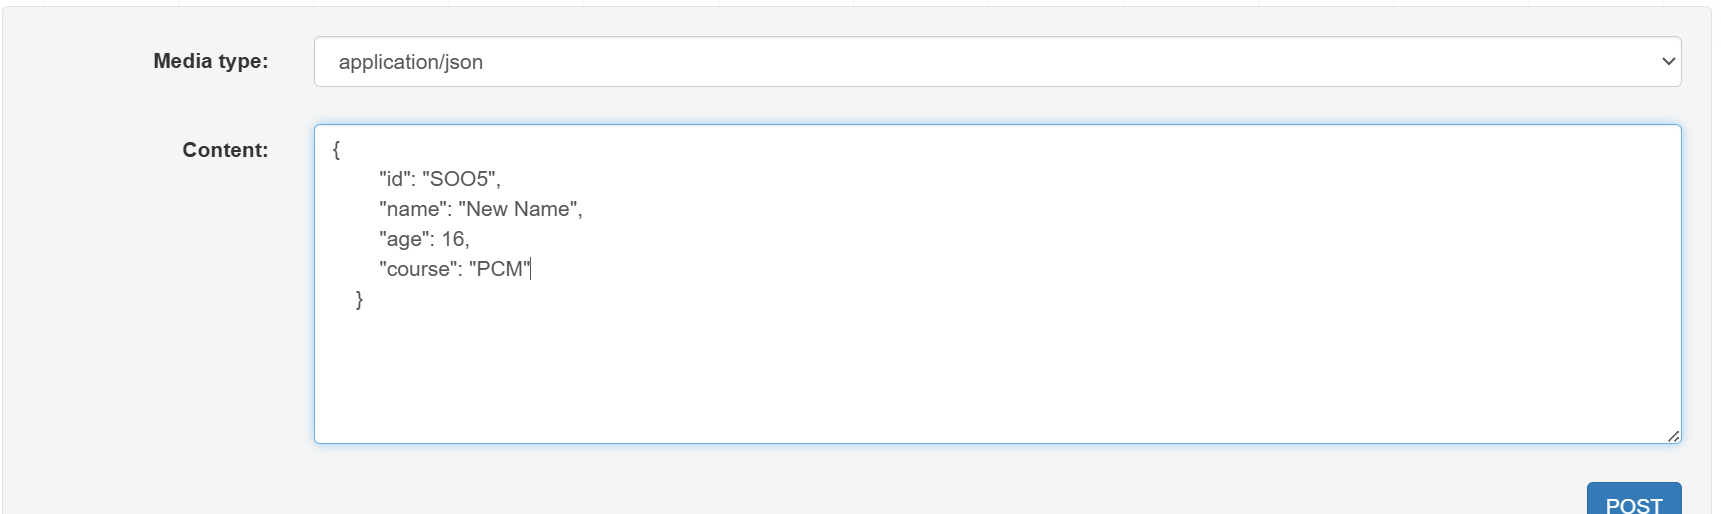 Media type:
application/json
Content:
{
"id": "SOO5",
"name": "New Name",
"age": 16,
"course": "PCM"
}
POST